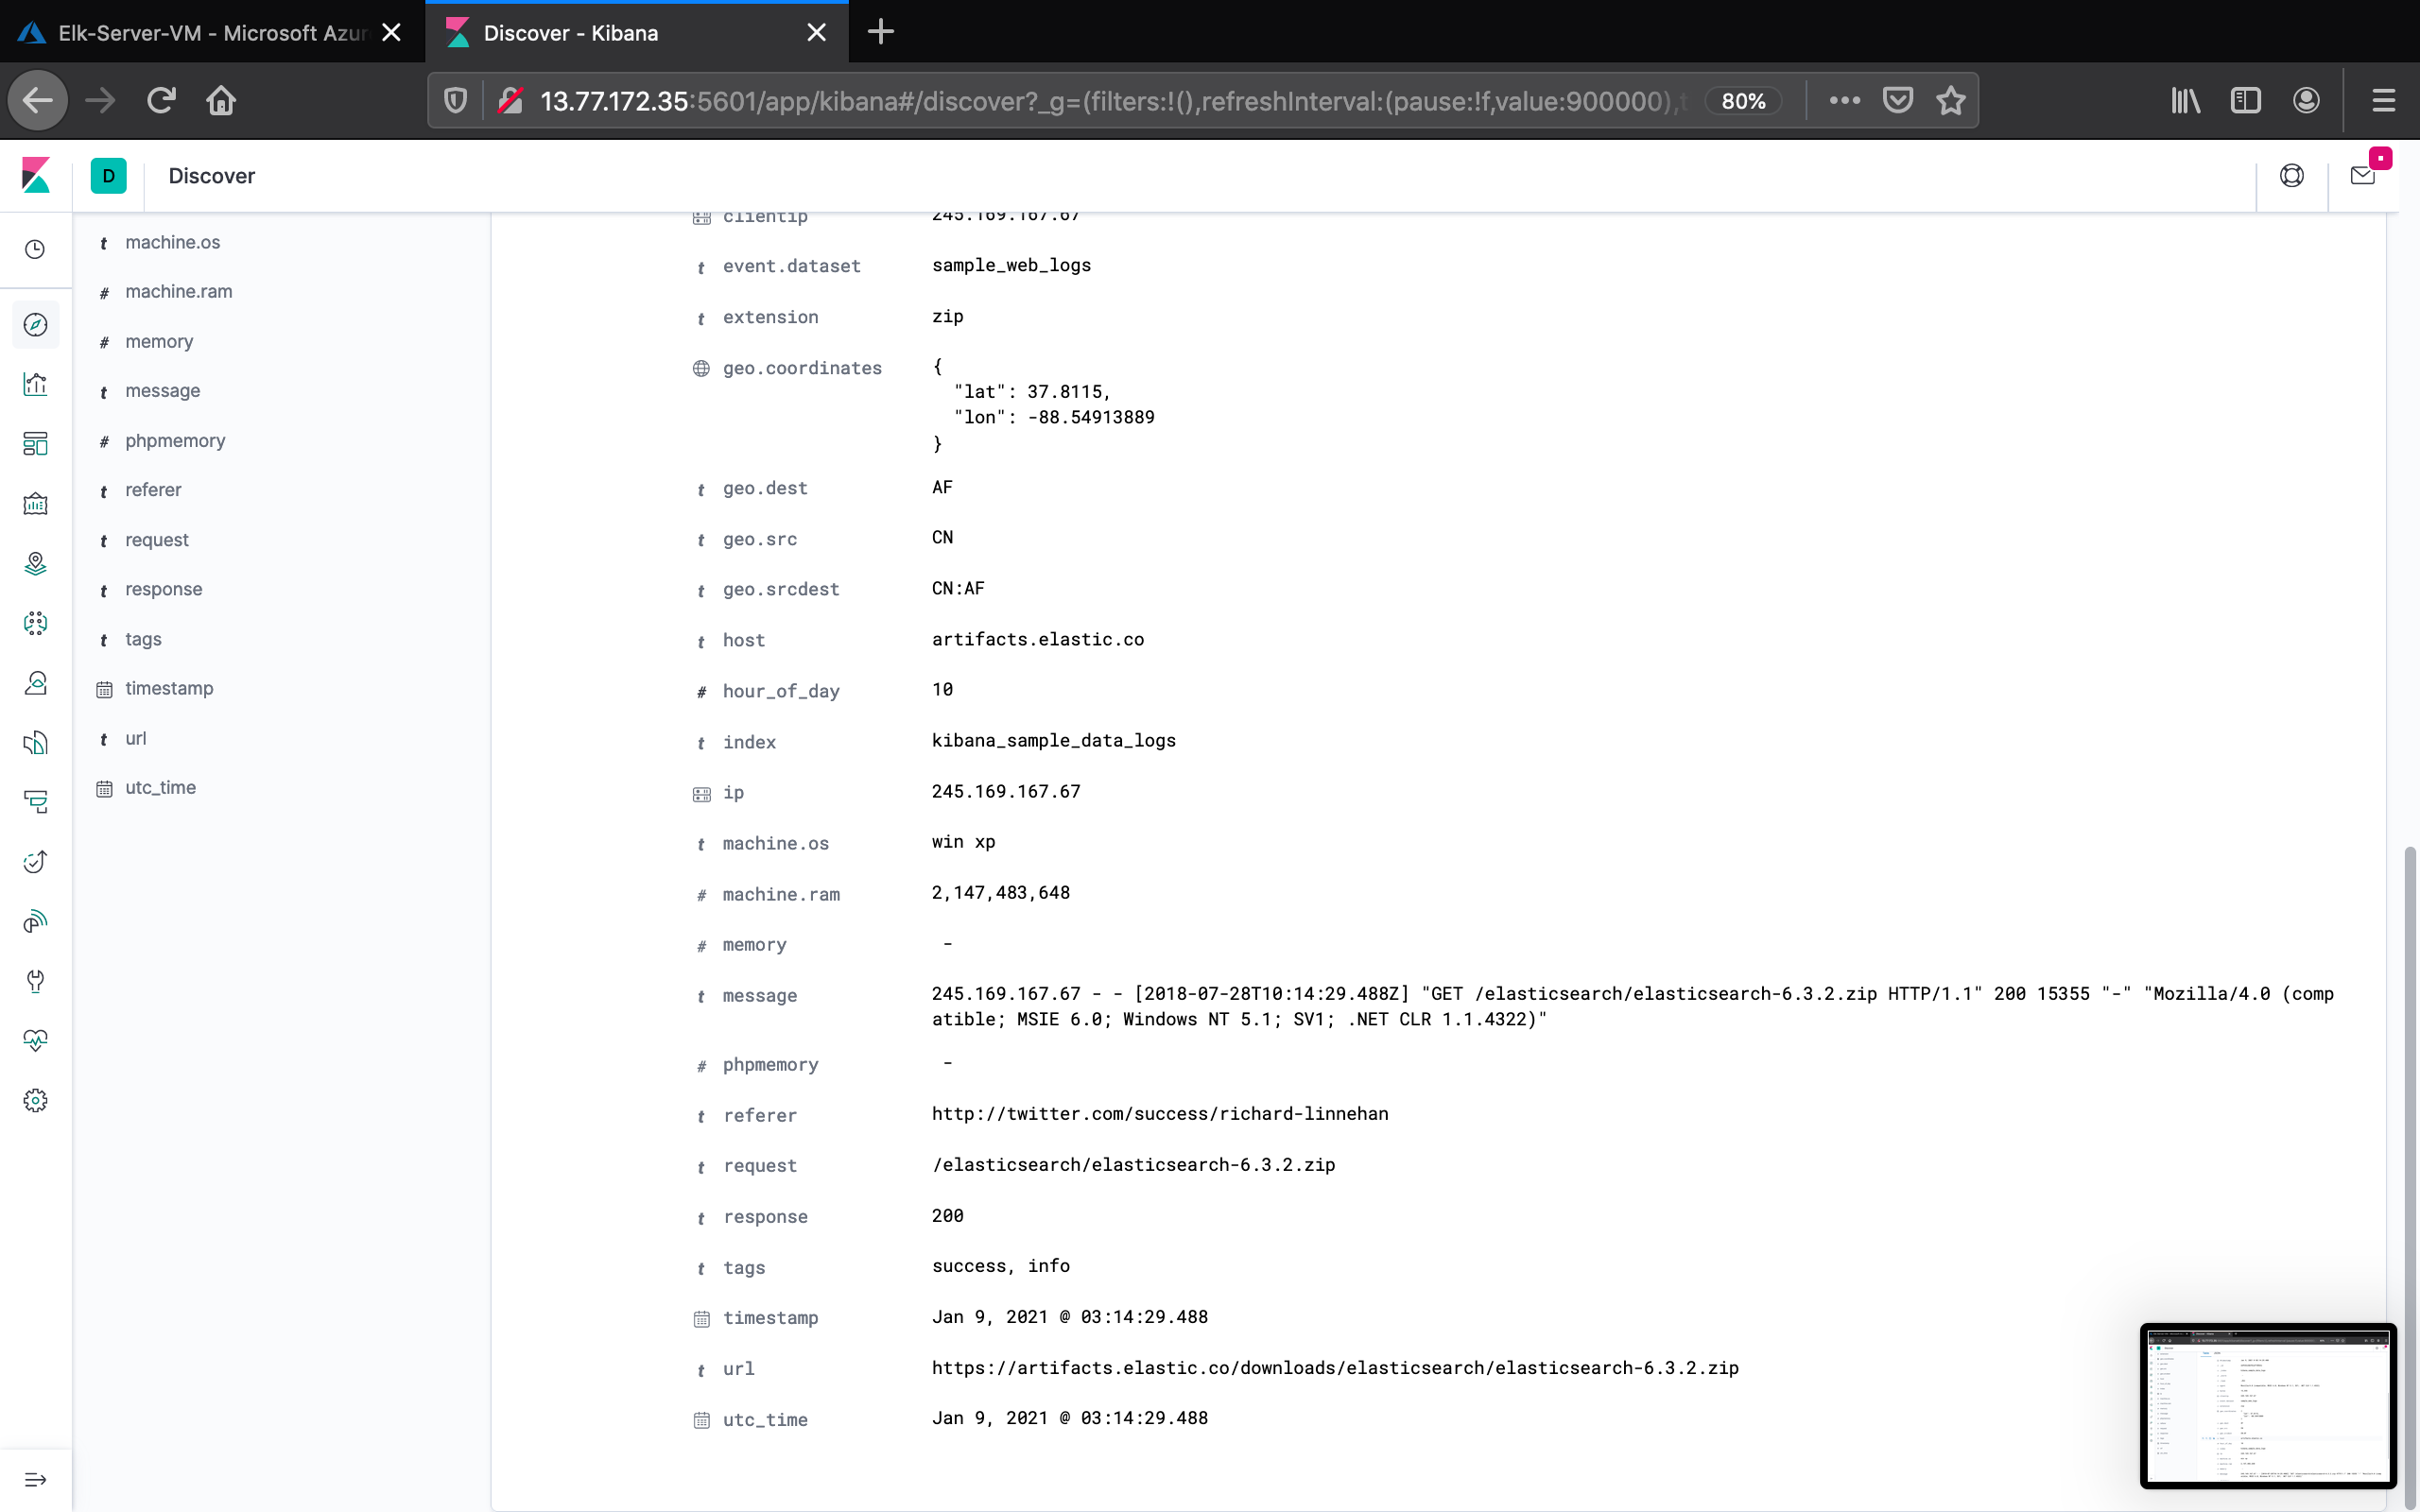 Elk-Server-VM - Microsoft Azur
Discover - Kibana
13.77.172.35:5601/app/kibana#/discover?_g=(filters:!(),refreshInterval:(pause:!f,value:900000),t
80%
D
Discover
machine.os
machine.ram
memory
message
phpmemory
referer
request
response
tags
timestamp
url
utc_time
clientip 245.169.167.67
t event.dataset sample_web_logs
t extension zip
geo.coordinates {
"lat": 37.8115,
"lon": -88.54913889
}
t geo.dest AF
t geo.src CN
t geo.srcdest CN:AF
t host artifacts.elastic.co
# hour_of_day 10
t index kibana_sample_data_logs
ip 245.169.167.67
t machine.os win xp
# machine.ram 2,147,483,648
# memory -
t message 245.169.167.67 - - [2018-07-28T10:14:29.488Z] "GET /elasticsearch/elasticsearch-6.3.2.zip HTTP/1.1" 200 15355 "-" "Mozilla/4.0 (comp
atible; MSIE 6.0; Windows NT 5.1; SV1; .NET CLR 1.1.4322)"
# phpmemory -
t referer http://twitter.com/success/richard-linnehan
t request /elasticsearch/elasticsearch-6.3.2.zip
t response 200
t tags success, info
timestamp Jan 9, 2021 @ 03:14:29.488
t url https://artifacts.elastic.co/downloads/elasticsearch/elasticsearch-6.3.2.zip
utc_time Jan 9, 2021 @ 03:14:29.488